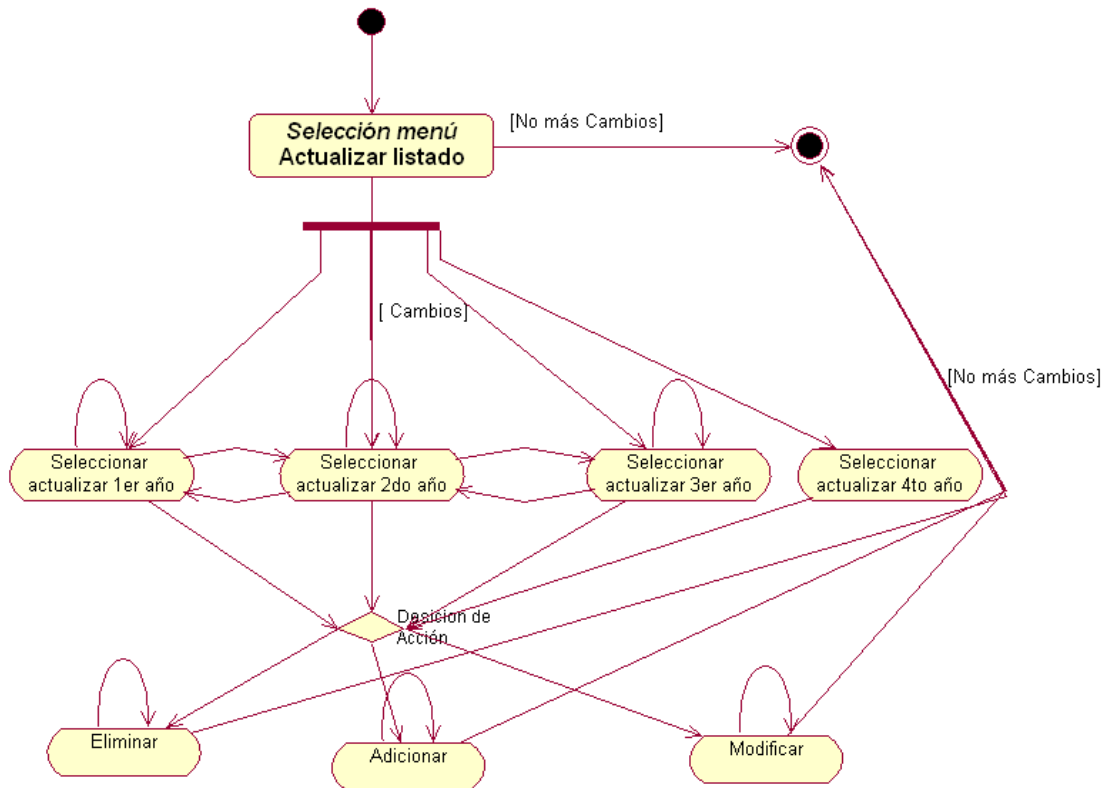 Selección menú
Actualizar listado
[No más Cambios]
[ Cambios]
[No más Cambios]
Seleccionar
actualizar 1er año
Seleccionar
actualizar 2do año
Seleccionar
actualizar 3er año
Seleccionar
actualizar 4to año
Desicion de
Acción
Eliminar
Adicionar
Modificar